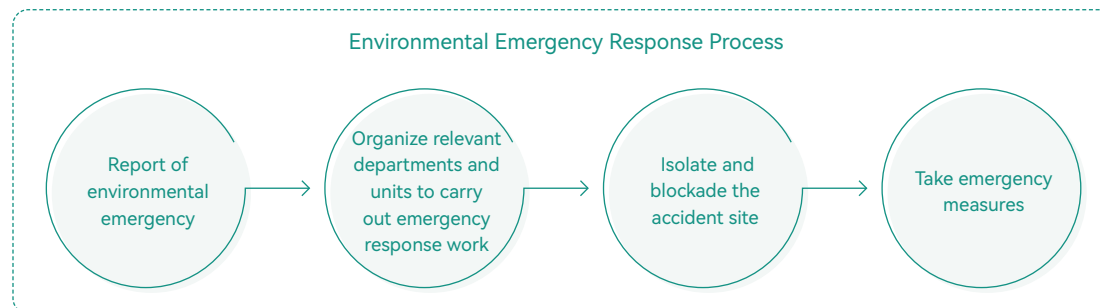 Environmental Emergency Response Process
Report of
environmental
emergency
Organize relevant
departments and
units to carry
out emergency
response work
Isolate and
blockade the
accident site
Take emergency
measures